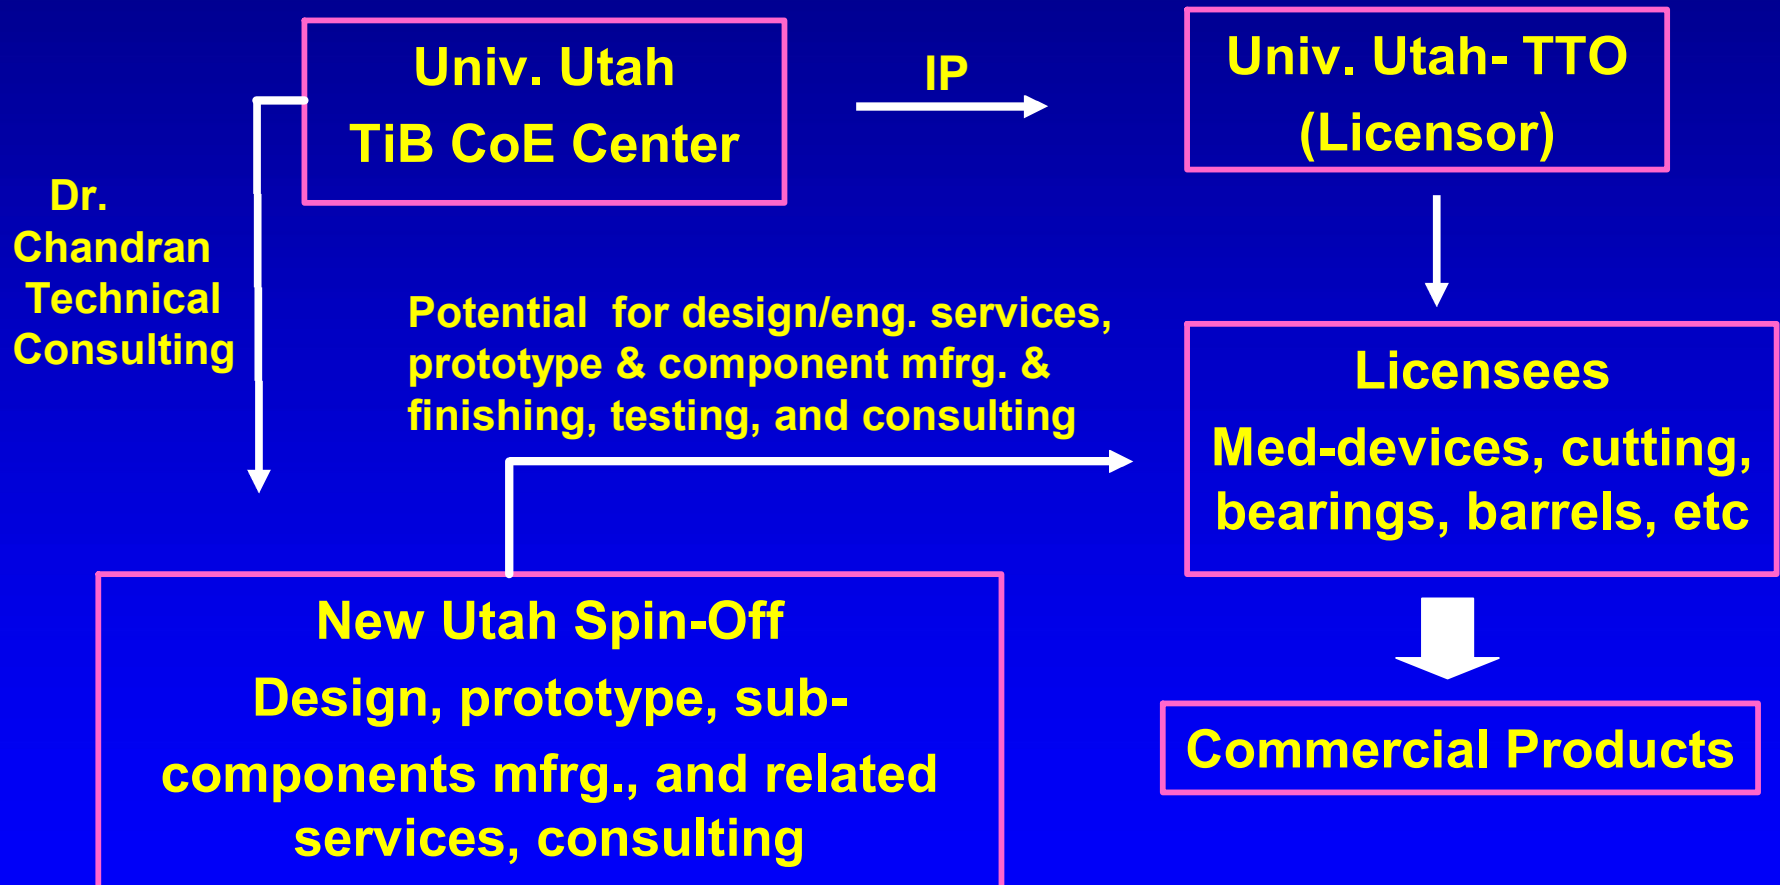 Univ. Utah
TiB CoE Center
IP
Univ. Utah- TTO
(Licensor)
Dr.
Chandran
Technical
Consulting
Potential for design/eng. services,
prototype & component mfrg. &
finishing, testing, and consulting
Licensees
Med-devices, cutting,
bearings, barrels, etc
New Utah Spin-Off
Design, prototype, sub-
components mfrg., and related
services, consulting
Commercial Products